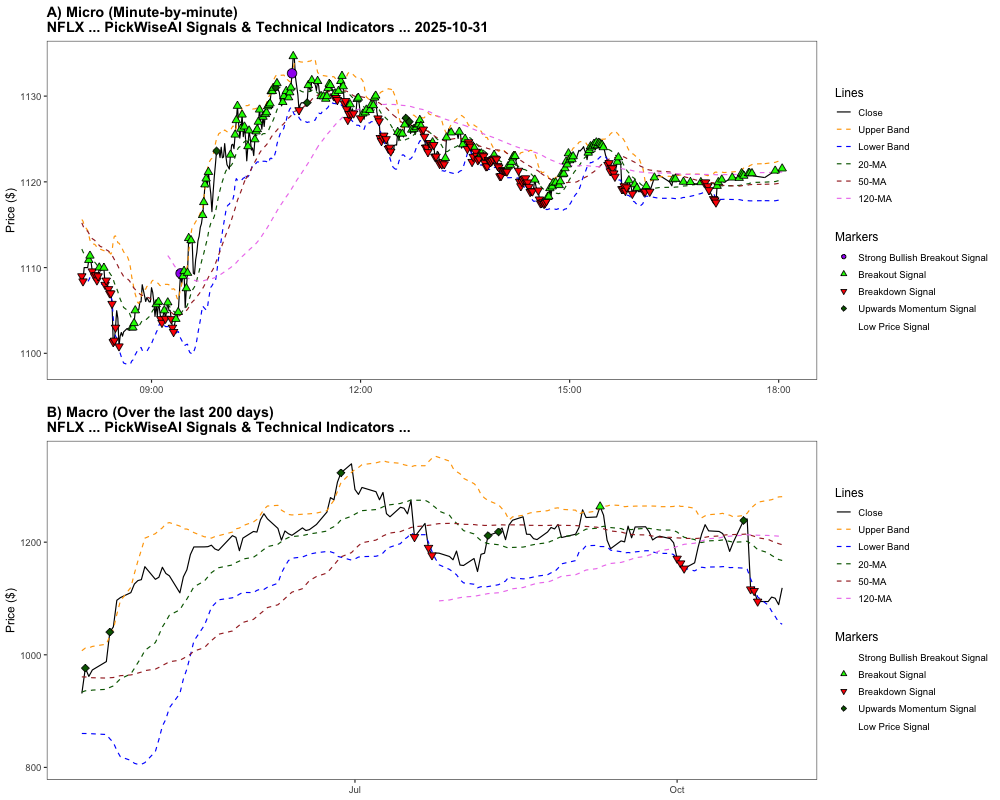 A) Micro (Minute-by-minute)
NFLX ... PickWiseAI Signals & Technical Indicators ... 2025-10-31
Price ($)
1130
1120
1110
1100
09:00
12:00
15:00
18:00
Lines
Close
Upper Band
Lower Band
20-MA
50-MA
120-MA
Markers
Strong Bullish Breakout Signal
Breakout Signal
Breakdown Signal
Upwards Momentum Signal
Low Price Signal
B) Macro (Over the last 200 days)
NFLX ... PickWiseAI Signals & Technical Indicators ...
Price ($)
1200
1000
800
Jul
Oct
Lines
Close
Upper Band
Lower Band
20-MA
50-MA
120-MA
Markers
Strong Bullish Breakout Signal
Breakout Signal
Breakdown Signal
Upwards Momentum Signal
Low Price Signal